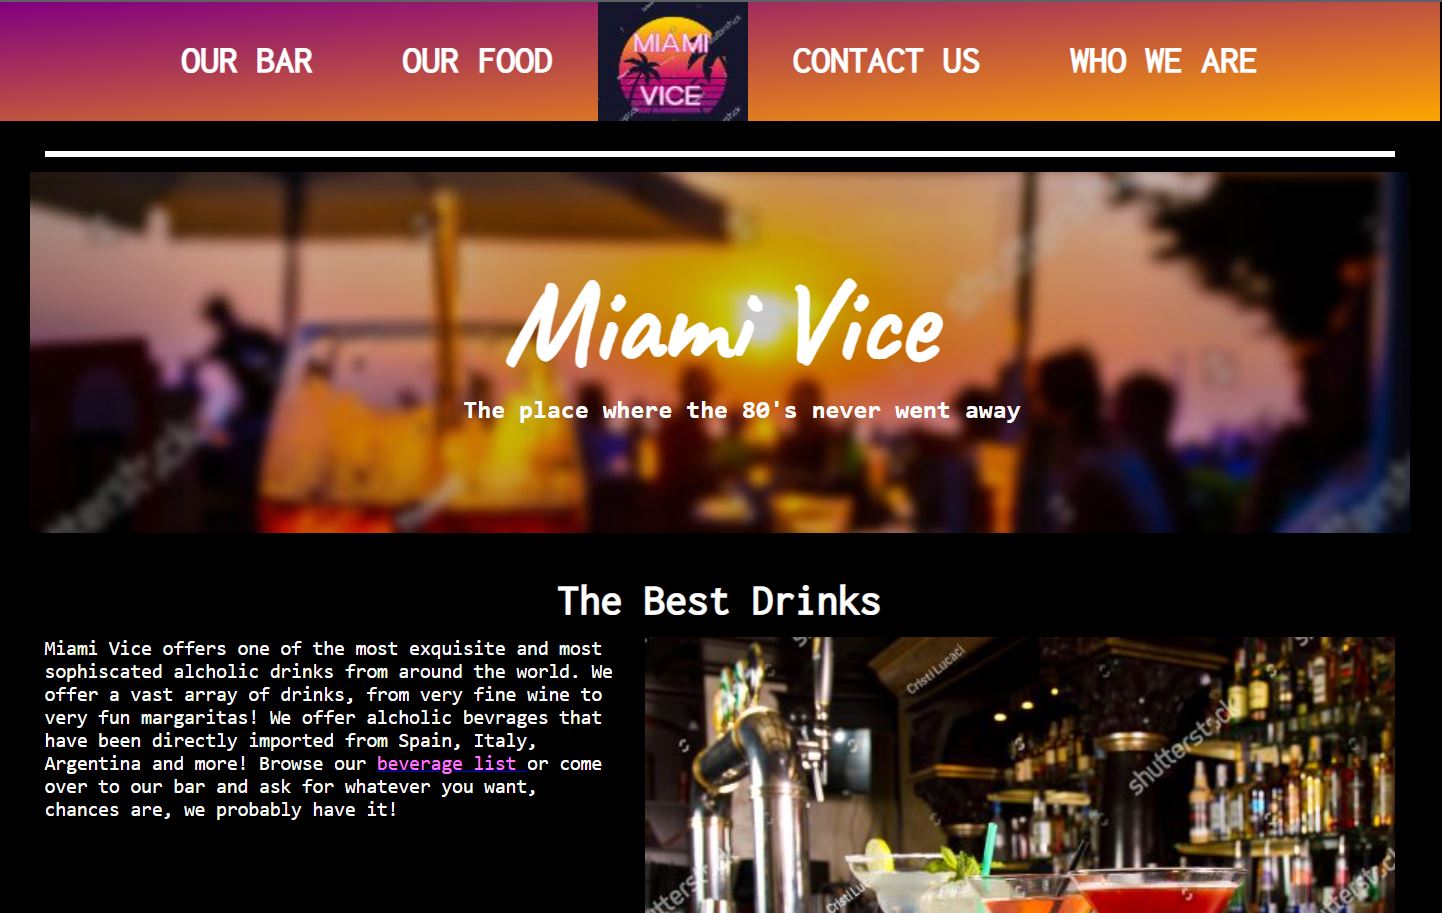 OUR BAR
OUR FOOD
MIAMI
VICE
CONTACT US
WHO WE ARE
Miami Vice
The place where the 80's never went away
The Best Drinks
Miami Vice offers one of the most exquisite and most
sophiscated alcholic drinks from around the world. We
offer a vast array of drinks, from very fine wine to
very fun margaritas! We offer alcholic bevrages that
have been directly imported from Spain, Italy,
Argentina and more! Browse our beverage list or come
over to our bar and ask for whatever you want,
chances are, we probably have it!
Cristi Lucaci
shutterstock
Cristi Lucaci